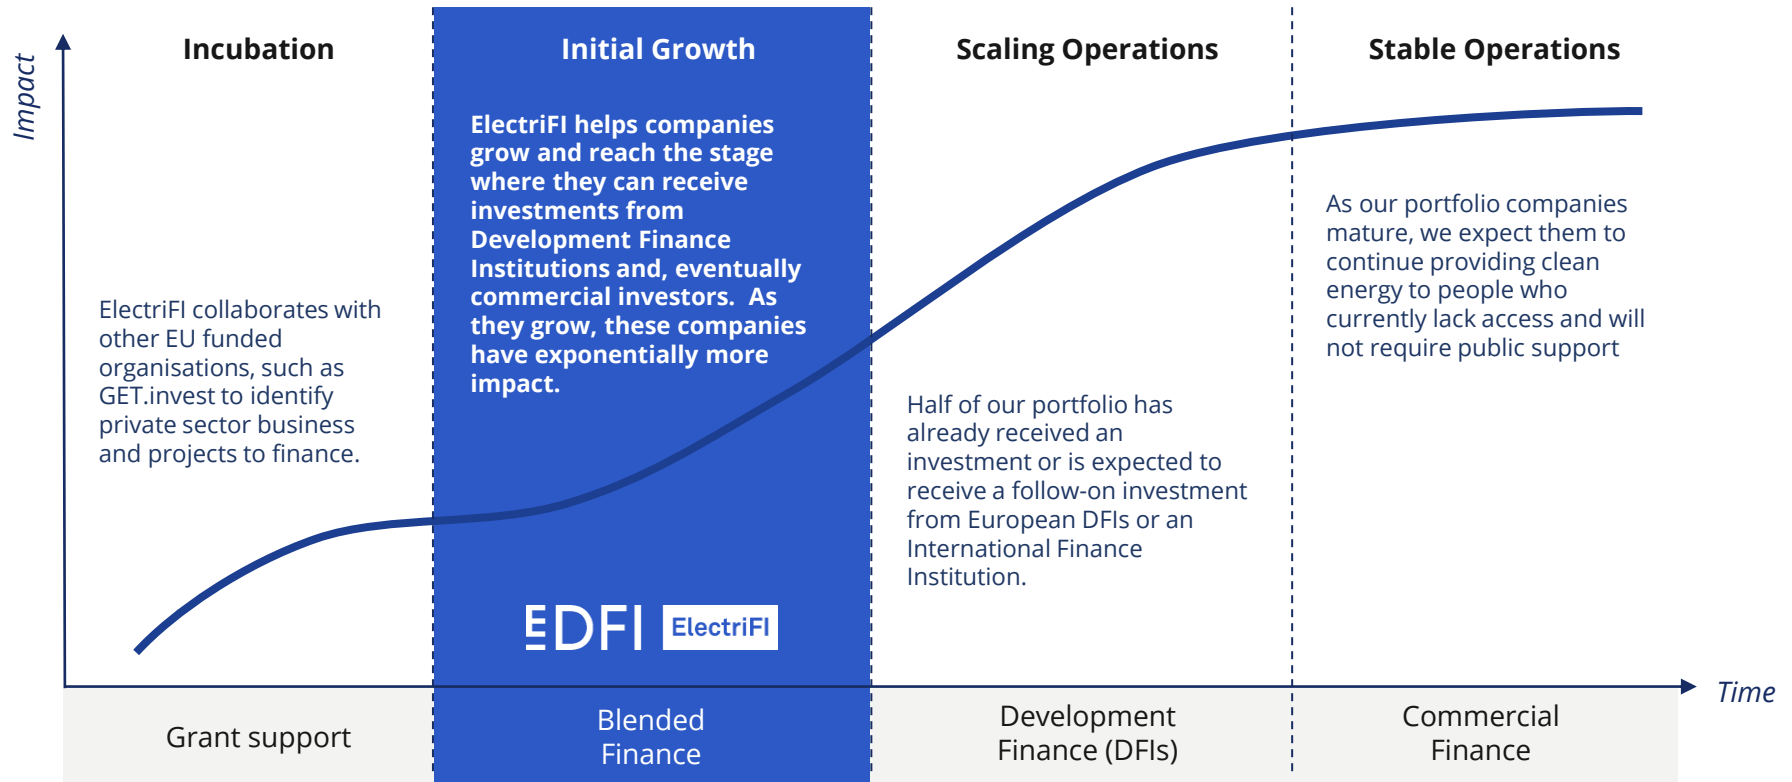 Impact
Incubation
ElectriFI collaborates with
other EU funded
organisations, such as
GET.invest to identify
private sector business
and projects to finance.
Grant support
Initial Growth
ElectriFI helps companies
grow and reach the stage
where they can receive
investments from
Development Finance
Institutions and, eventually
commercial investors.  As
they grow, these companies
have exponentially more
impact.
EDFI ElectriFI
Blended
Finance
Scaling Operations
Half of our portfolio has
already received an
investment or is expected to
receive a follow-on investment
from European DFIs or an
International Finance
Institution.
Development
Finance (DFIs)
Stable Operations
As our portfolio companies
mature, we expect them to
continue providing clean
energy to people who
currently lack access and will
not require public support
Commercial
Finance
Time